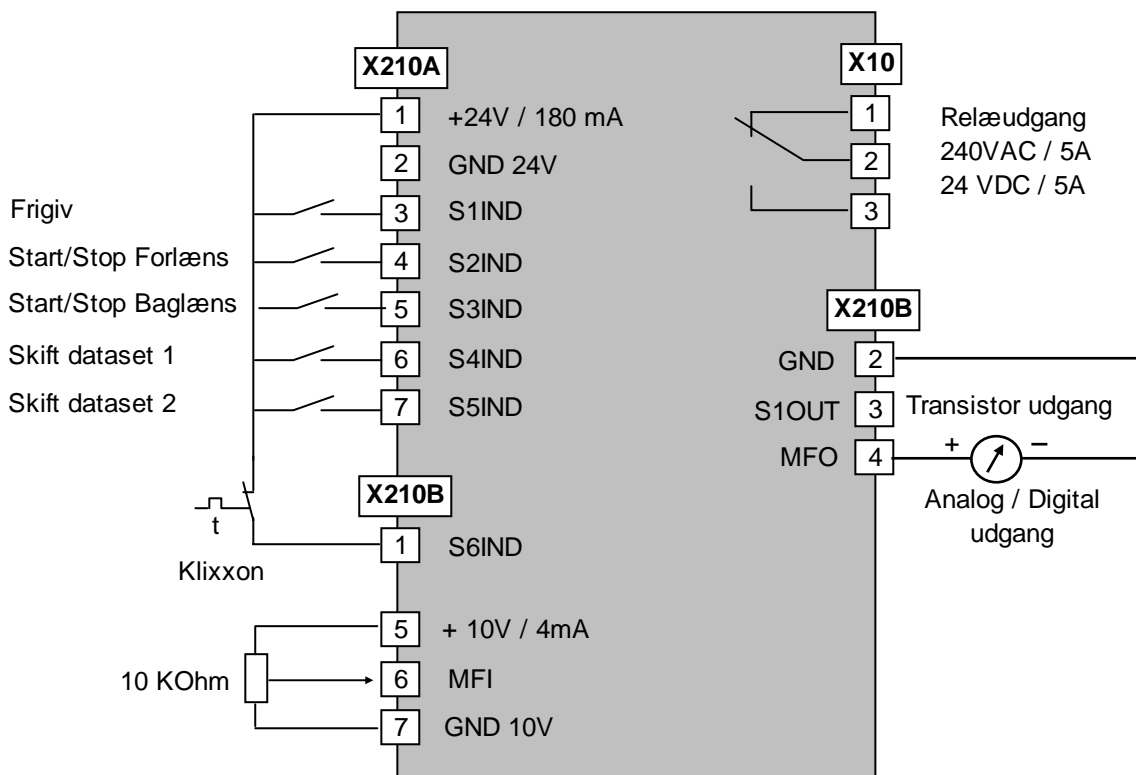 X210A
1 +24V / 180 mA
2 GND 24V
Frigiv 3 S1IND
Start/Stop Forlæns 4 S2IND
Start/Stop Baglæns 5 S3IND
Skift dataset 1 6 S4IND
Skift dataset 2 7 S5IND
X210B
t 1 S6IND
Klixxon
5 + 10V / 4mA
10 KOhm 6 MFI
7 GND 10V
X10
1
2
3
Relæudgang
240VAC / 5A
24 VDC / 5A
X210B
GND 2
S1OUT 3 Transistor udgang
MFO 4 + −
Analog / Digital
udgang